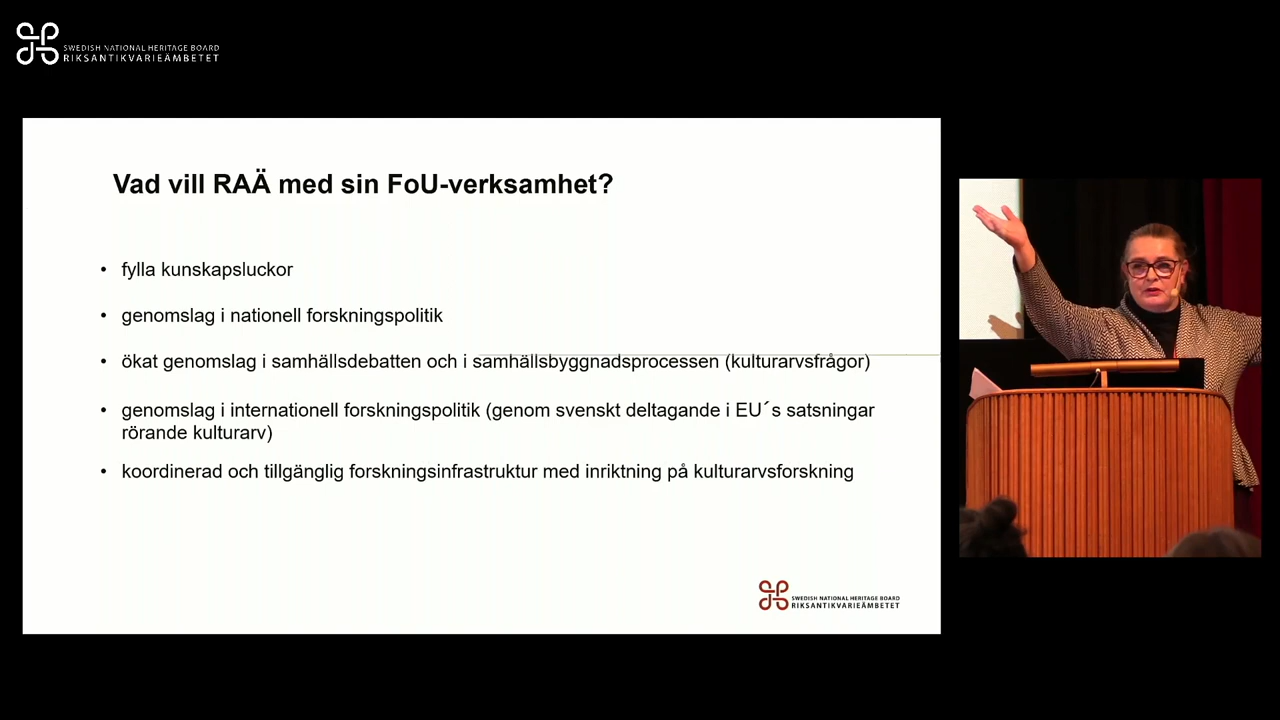 SWEDISH NATIONAL HERITAGE BOARD
RIKSANTIKVARIEÄMBETET
Vad vill RAÄ med sin FoU-verksamhet?
• fylla kunskapsluckor
• genomslag i nationell forskningspolitik
• ökat genomslag i samhällsdebatten och i samhällsbyggnadsprocessen (kulturarvsfrågor)
• genomslag i internationell forskningspolitik (genom svenskt deltagande i EU´s satsningar
rörande kulturarv)
• koordinerad och tillgänglig forskningsinfrastruktur med inriktning på kulturarvsforskning
SWEDISH NATIONAL HERITAGE BOARD
RIKSANTIKVARIEÄMBETET